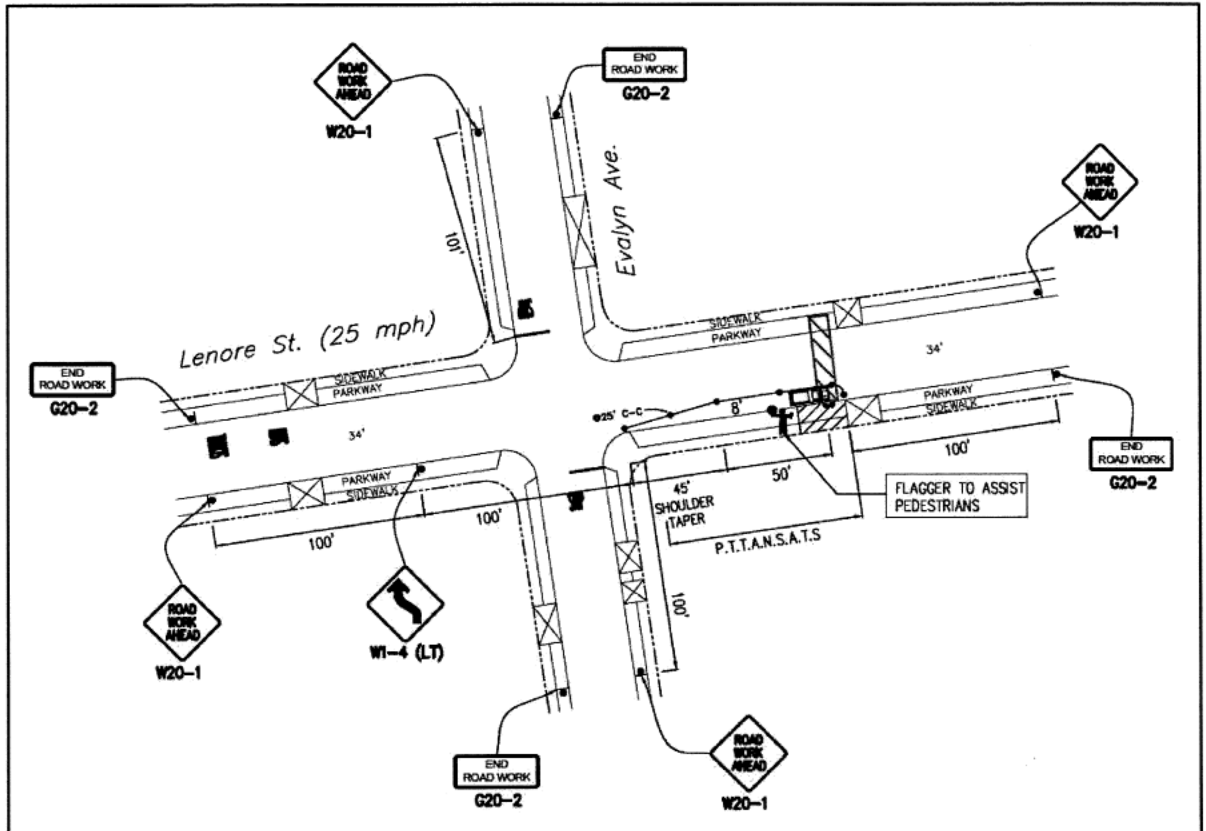 ROAD
WORK
AHEAD
W20-1
END
ROAD WORK
G20-2
ROAD
WORK
AHEAD
W20-1
101'
Evalyn Ave.
Lenore St. (25 mph)
SIDEWALK
PARKWAY
34'
END
ROAD WORK
G20-2
SIDEWALK
PARKWAY
34'
@25' C-C
8'
PARKWAY
SIDEWALK
PARKWAY
SIDEWALK
100'
END
ROAD WORK
G20-2
50'
45'
SHOULDER
TAPER
FLAGGER TO ASSIST
PEDESTRIANS
P.T.T.A.N.S.A.T.S
100'
100'
100'
ROAD
WORK
AHEAD
W20-1
W1-4 (LT)
END
ROAD WORK
G20-2
ROAD
WORK
AHEAD
W20-1